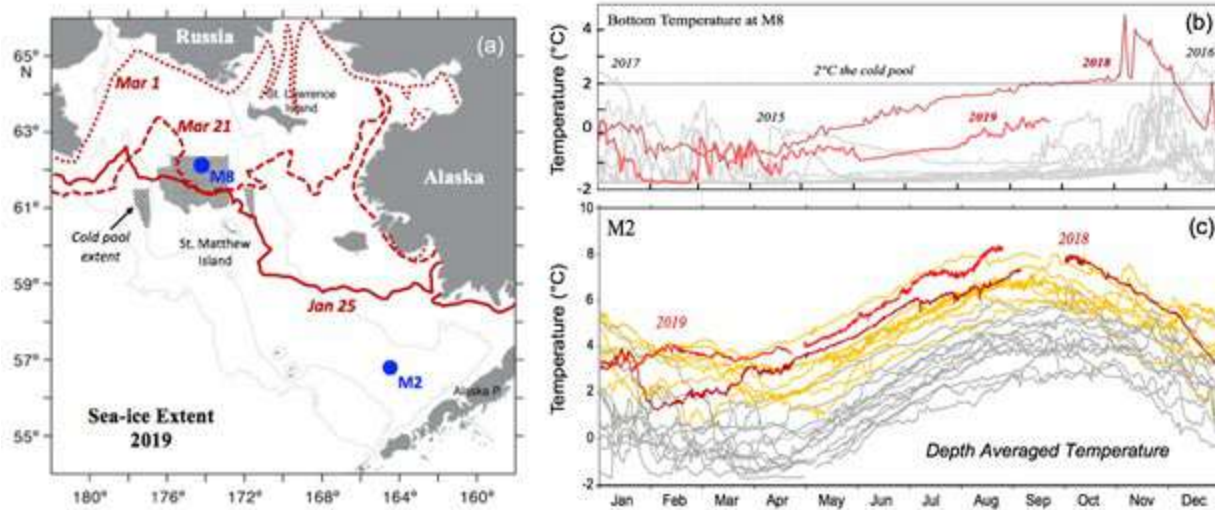 Russia
(a)
65°
N
Mar 1
St. Lawrence
Island
63°
Mar 21
M8
Alaska
61°
Cold pool
extent
St. Matthew
Island
59°
Jan 25
57°
M2
Alaska P.
Sea-ice Extent
2019
55°
180° 176° 172° 168° 164° 160°
Bottom Temperature at M8
(b)
4
2017
2°C the cold pool
2018
2016
2
2015
2019
0
-2
Temperature (°C)
10
M2
(c)
8
2018
6
2019
4
2
0
Depth Averaged Temperature
-2
Temperature (°C)
Jan Feb Mar Apr May Jun Jul Aug Sep Oct Nov Dec